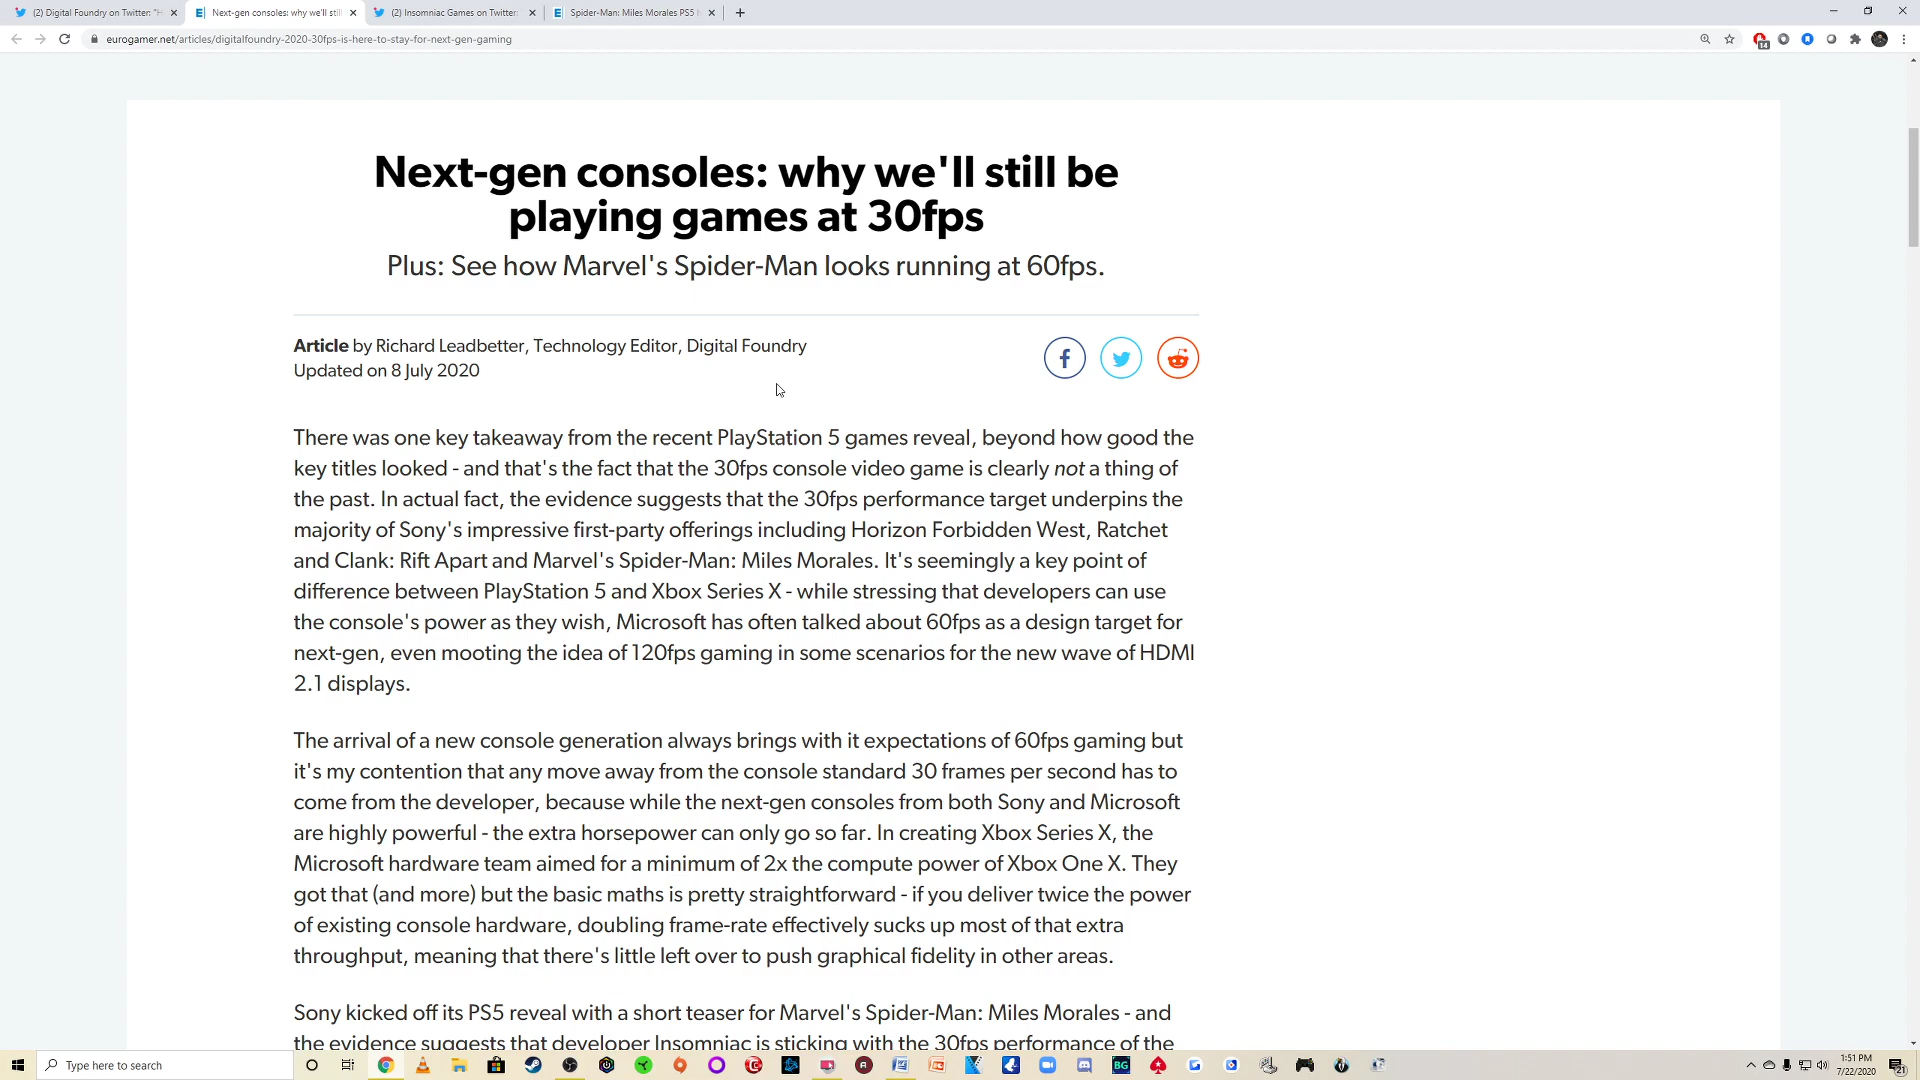 (2) Digital Foundry on Twitter: "H
Next-gen consoles: why we'll still
(2) Insomniac Games on Twitter:
Spider-Man: Miles Morales PS5
eurogamer.net/articles/digitalfoundry-2020-30fps-is-here-to-stay-for-next-gen-gaming
14
Next-gen consoles: why we'll still be
playing games at 30fps
Plus: See how Marvel's Spider-Man looks running at 60fps.
Article by Richard Leadbetter, Technology Editor, Digital Foundry
Updated on 8 July 2020
There was one key takeaway from the recent PlayStation 5 games reveal, beyond how good the
key titles looked - and that's the fact that the 30fps console video game is clearly not a thing of
the past. In actual fact, the evidence suggests that the 30fps performance target underpins the
majority of Sony's impressive first-party offerings including Horizon Forbidden West, Ratchet
and Clank: Rift Apart and Marvel's Spider-Man: Miles Morales. It's seemingly a key point of
difference between PlayStation 5 and Xbox Series X - while stressing that developers can use
the console's power as they wish, Microsoft has often talked about 60fps as a design target for
next-gen, even mooting the idea of 120fps gaming in some scenarios for the new wave of HDMI
2.1 displays.
The arrival of a new console generation always brings with it expectations of 60fps gaming but
it's my contention that any move away from the console standard 30 frames per second has to
come from the developer, because while the next-gen consoles from both Sony and Microsoft
are highly powerful - the extra horsepower can only go so far. In creating Xbox Series X, the
Microsoft hardware team aimed for a minimum of 2x the compute power of Xbox One X. They
got that (and more) but the basic maths is pretty straightforward - if you deliver twice the power
of existing console hardware, doubling frame-rate effectively sucks up most of that extra
throughput, meaning that there's little left over to push graphical fidelity in other areas.
Sony kicked off its PS5 reveal with a short teaser for Marvel's Spider-Man: Miles Morales - and
the evidence suggests that developer Insomniac is sticking with the 30fps performance of the
Type here to search
BG
1:51 PM
7/22/2020
21